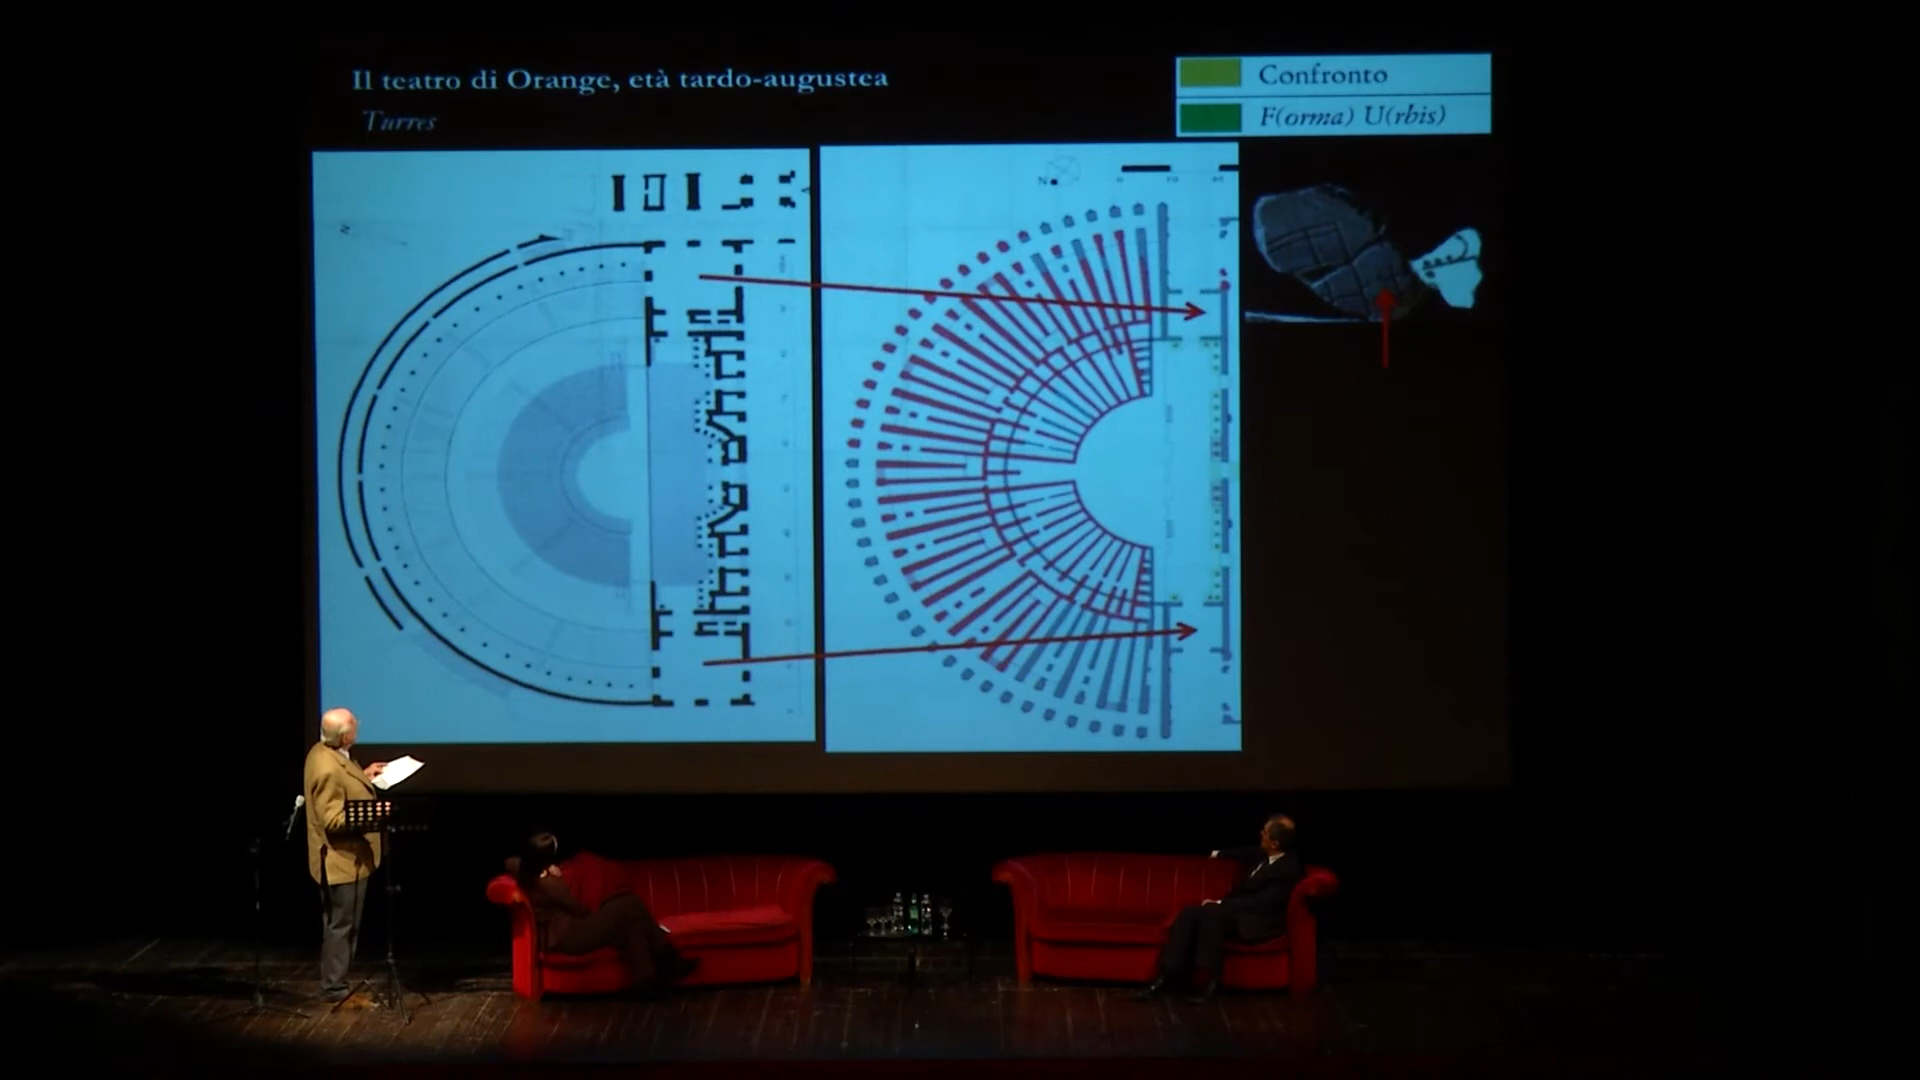 Il teatro di Orange, età tardo-augustea
Turres
Confronto
F(orma) U(rbis)
N